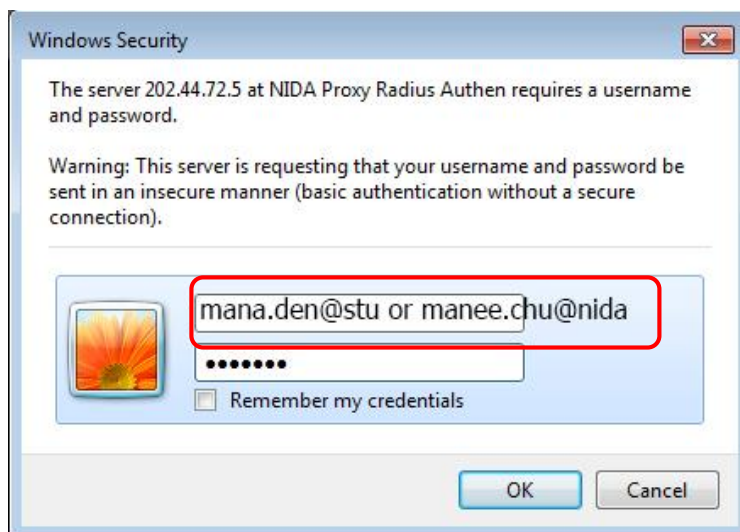 Windows Security
The server 202.44.72.5 at NIDA Proxy Radius Authen requires a username
and password.
Warning: This server is requesting that your username and password be
sent in an insecure manner (basic authentication without a secure
connection).
mana.den@stu or manee.chu@nida
•••••••
Remember my credentials
OK
Cancel